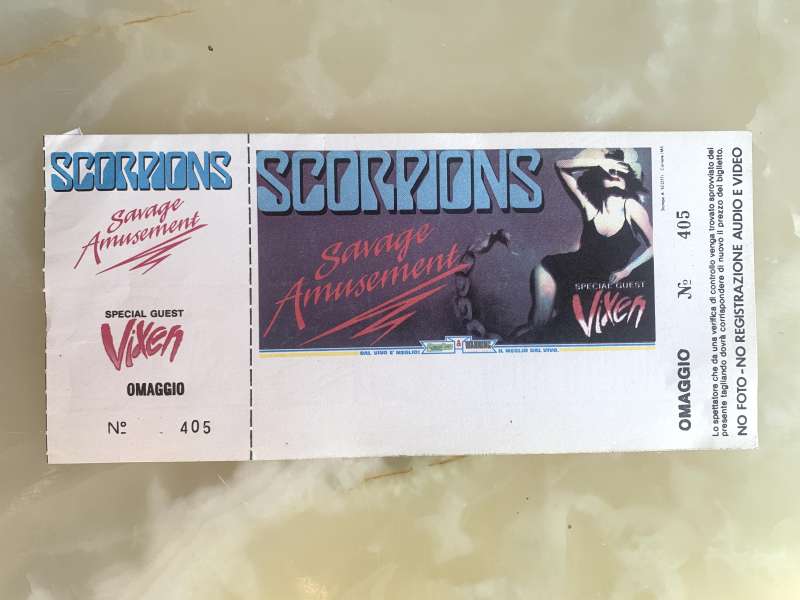 SCORPIONS
Savage
Amusement
SPECIAL GUEST
Vixen
OMAGGIO
Nº 405
SCORPIONS
Savage
Amusement
SPECIAL GUEST
Vixen
DAL VIVO E' MEGLIO!
&
IL MEGLIO DAL VIVO.
Nº 405
OMAGGIO
Lo spettatore che da una verifica di controllo venga trovato sprovvisto del
presente tagliando dovrà corrispondere di nuovo il prezzo del biglietto.
NO FOTO - NO REGISTRAZIONE AUDIO E VIDEO